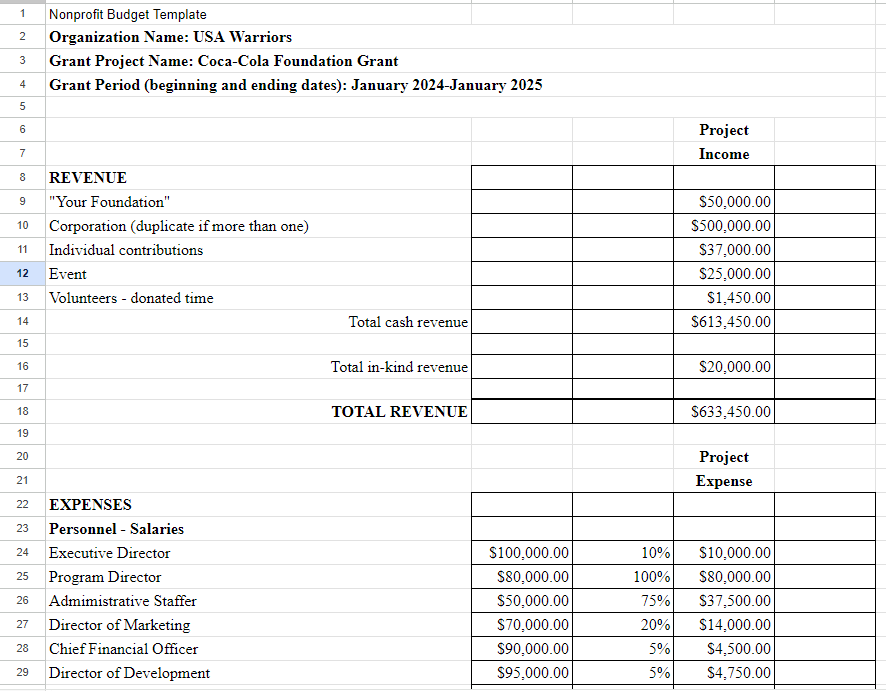 1 Nonprofit Budget Template
2 Organization Name: USA Warriors
3 Grant Project Name: Coca-Cola Foundation Grant
4 Grant Period (beginning and ending dates): January 2024-January 2025
5
6 Project
7 Income
8 REVENUE
9 "Your Foundation" $50,000.00
10 Corporation (duplicate if more than one) $500,000.00
11 Individual contributions $37,000.00
12 Event $25,000.00
13 Volunteers - donated time $1,450.00
14 Total cash revenue $613,450.00
15
16 Total in-kind revenue $20,000.00
17
18 TOTAL REVENUE $633,450.00
19
20 Project
21 Expense
22 EXPENSES
23 Personnel - Salaries
24 Executive Director $100,000.00 10% $10,000.00
25 Program Director $80,000.00 100% $80,000.00
26 Admimistrative Staffer $50,000.00 75% $37,500.00
27 Director of Marketing $70,000.00 20% $14,000.00
28 Chief Financial Officer $90,000.00 5% $4,500.00
29 Director of Development $95,000.00 5% $4,750.00